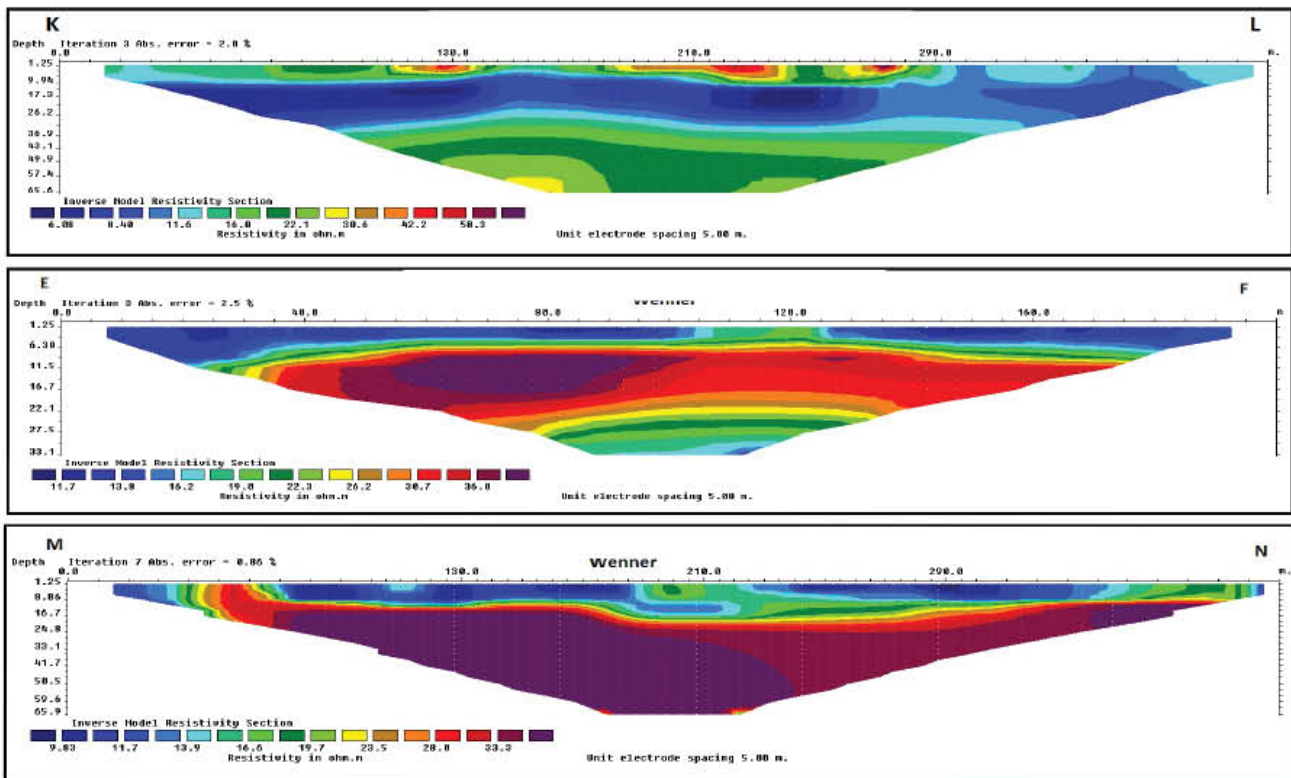 K L
Depth Iteration 3 Abs. error = 2.0 %
0.0 130.0 210.0 290.0 m.
1.25
9.94
17.3
26.2
36.9
43.1
49.9
57.4
65.6
Inverse Model Resistivity Section
6.08 8.40 11.6 16.0 22.1 30.6 42.2 58.3
Resistivity in ohm.m Unit electrode spacing 5.00 m.
E F
Depth Iteration 3 Abs. error = 2.5 %
0.0 40.0 80.0 120.0 160.0 m
1.25
6.38
11.5
16.7
22.1
27.5
33.1
Inverse Model Resistivity Section
11.7 13.8 16.2 19.0 22.3 26.2 30.7 36.0
Resistivity in ohm.m Unit electrode spacing 5.00 m.
M N
Wenner
Depth Iteration 7 Abs. error = 0.86 %
0.0 130.0 210.0 290.0 m.
1.25
8.86
16.7
24.8
33.1
41.7
50.5
59.6
65.9
Inverse Model Resistivity Section
9.83 11.7 13.9 16.6 19.7 23.5 28.0 33.3
Resistivity in ohm.m Unit electrode spacing 5.00 m.